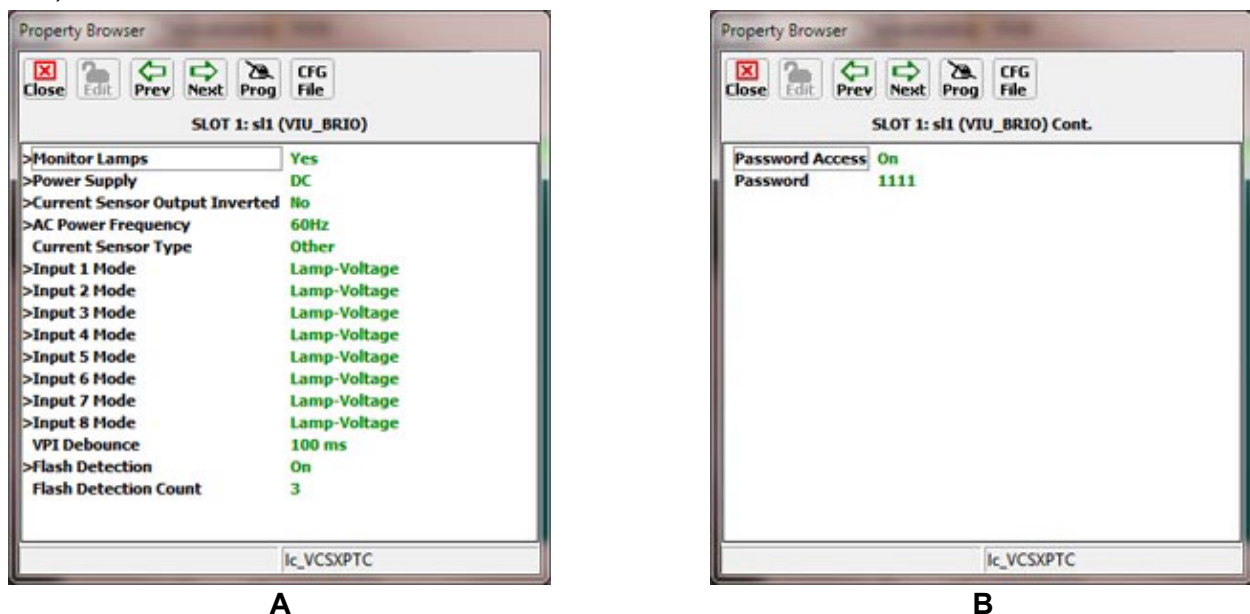 Property Browser
Close Edit Prev Next Prog CFG File
SLOT 1: sl1 (VIU_BRIO)
>Monitor Lamps Yes
>Power Supply DC
>Current Sensor Output Inverted No
>AC Power Frequency 60Hz
Current Sensor Type Other
>Input 1 Mode Lamp-Voltage
>Input 2 Mode Lamp-Voltage
>Input 3 Mode Lamp-Voltage
>Input 4 Mode Lamp-Voltage
>Input 5 Mode Lamp-Voltage
>Input 6 Mode Lamp-Voltage
>Input 7 Mode Lamp-Voltage
>Input 8 Mode Lamp-Voltage
VPI Debounce 100 ms
>Flash Detection On
Flash Detection Count 3
lc_VCSXPTC
A
Property Browser
Close Edit Prev Next Prog CFG File
SLOT 1: sl1 (VIU_BRIO) Cont.
Password Access On
Password 1111
lc_VCSXPTC
B